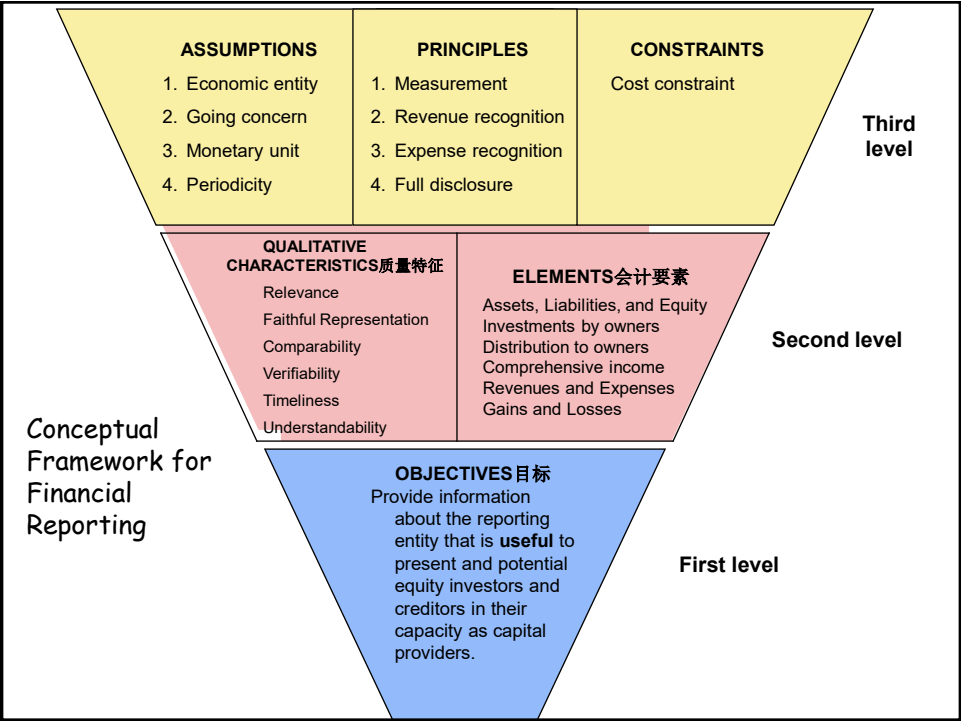 ASSUMPTIONS
1. Economic entity
2. Going concern
3. Monetary unit
4. Periodicity
PRINCIPLES
1. Measurement
2. Revenue recognition
3. Expense recognition
4. Full disclosure
CONSTRAINTS
Cost constraint
Third
level
QUALITATIVE
CHARACTERISTICS质量特征
Relevance
Faithful Representation
Comparability
Verifiability
Timeliness
Understandability
ELEMENTS会计要素
Assets, Liabilities, and Equity
Investments by owners
Distribution to owners
Comprehensive income
Revenues and Expenses
Gains and Losses
Second level
Conceptual
Framework for
Financial
Reporting
OBJECTIVES目标
Provide information
about the reporting
entity that is useful to
present and potential
equity investors and
creditors in their
capacity as capital
providers.
First level